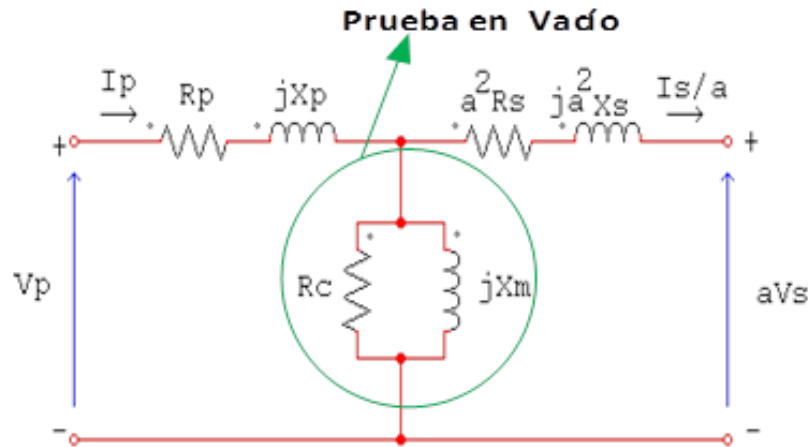 Prueba en Vacío
Ip Rp jXp a²Rs ja²Xs Is/a
+ +
Vp Rc jXm aVs
- -